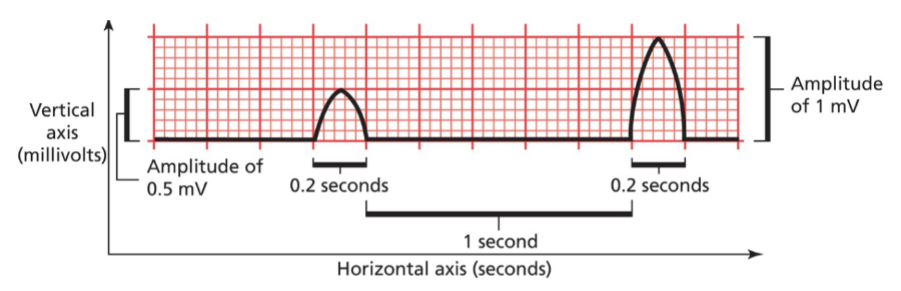 Vertical
axis
(millivolts)
Amplitude of
0.5 mV
0.2 seconds
0.2 seconds
Amplitude
of 1 mV
1 second
Horizontal axis (seconds)